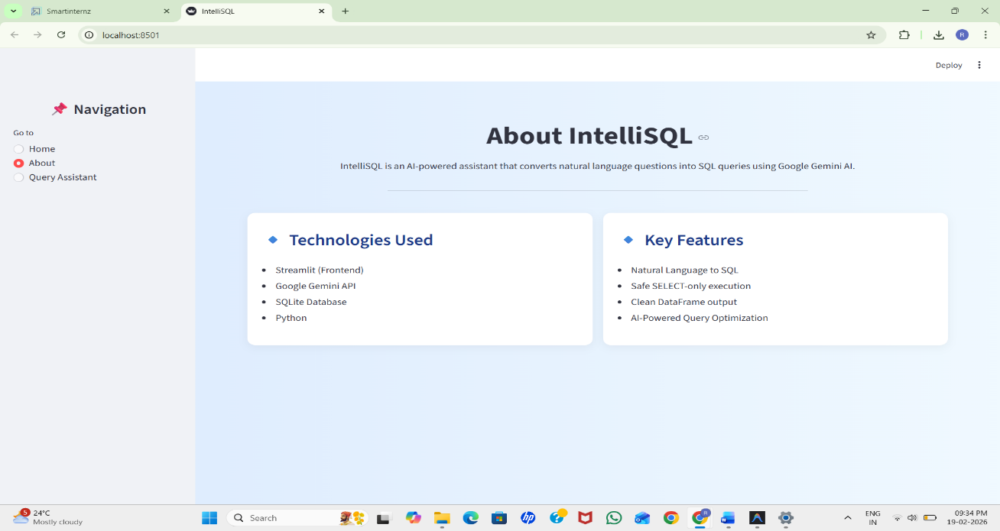 Smartinternz
IntelliSQL
localhost:8501
R
Deploy
Navigation
Go to
Home
About
Query Assistant
About IntelliSQL
IntelliSQL is an AI-powered assistant that converts natural language questions into SQL queries using Google Gemini AI.
Technologies Used
Streamlit (Frontend)
Google Gemini API
SQLite Database
Python
Key Features
Natural Language to SQL
Safe SELECT-only execution
Clean DataFrame output
AI-Powered Query Optimization
5
24°C
Mostly cloudy
Search
hp
?
R
W
ENG
IN
09:34 PM
19-02-2026